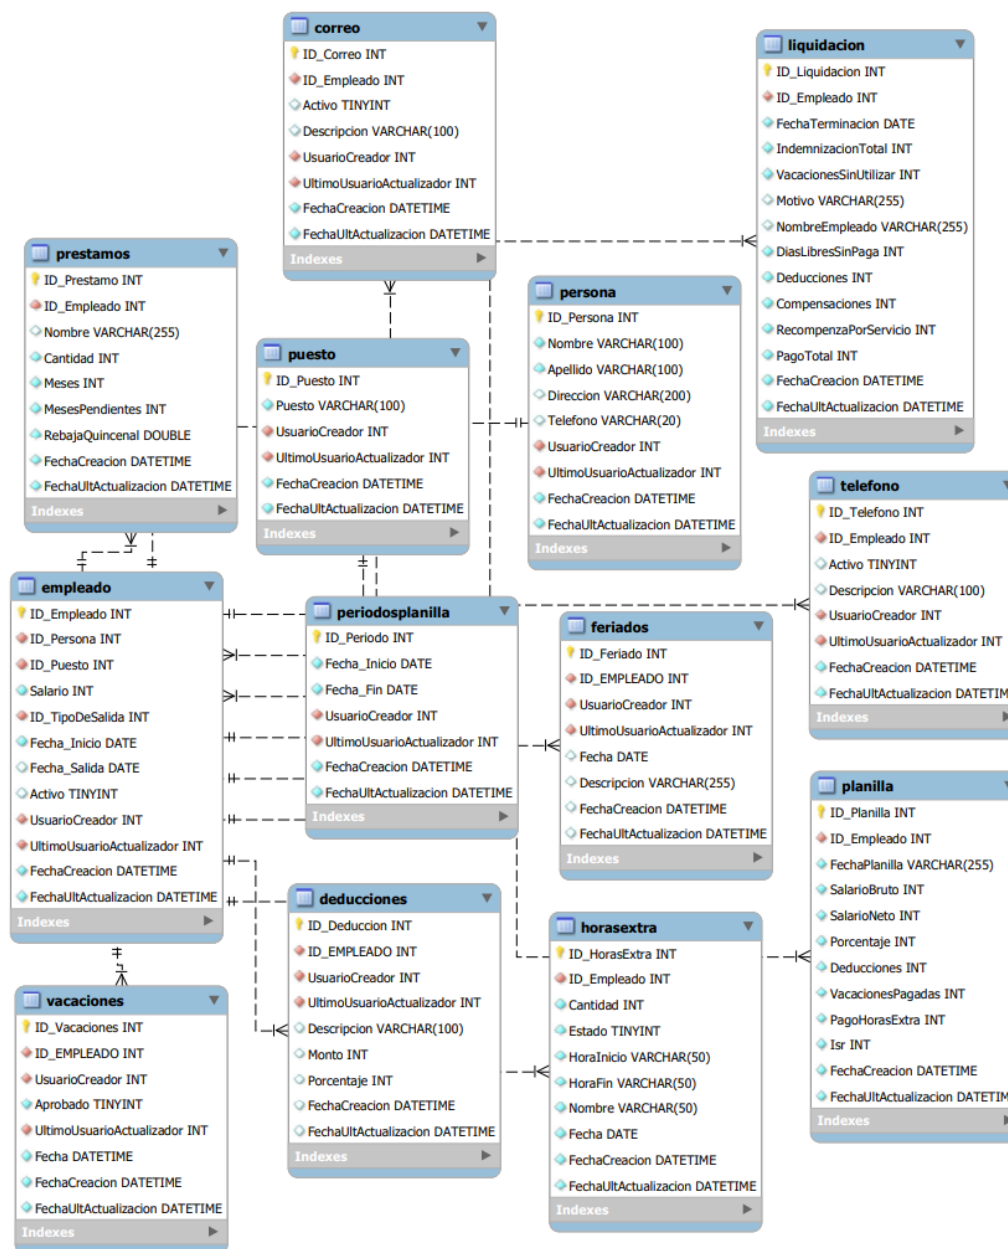 correo
ID_Correo INT
ID_Empleado INT
Activo TINYINT
Descripcion VARCHAR(100)
UsuarioCreador INT
UltimoUsuarioActualizador INT
FechaCreacion DATETIME
FechaUltActualizacion DATETIME
Indexes
liquidacion
ID_Liquidacion INT
ID_Empleado INT
FechaTerminacion DATE
IndemnizacionTotal INT
VacacionesSinUtilizar INT
Motivo VARCHAR(255)
NombreEmpleado VARCHAR(255)
DiasLibresSinPaga INT
Deducciones INT
Compensaciones INT
RecompenzaPorServicio INT
PagoTotal INT
FechaCreacion DATETIME
FechaUltActualizacion DATETIME
Indexes
prestamos
ID_Prestamo INT
ID_Empleado INT
Nombre VARCHAR(255)
Cantidad INT
Meses INT
MesesPendientes INT
RebajaQuincenal DOUBLE
FechaCreacion DATETIME
FechaUltActualizacion DATETIME
Indexes
persona
ID_Persona INT
Nombre VARCHAR(100)
Apellido VARCHAR(100)
Direccion VARCHAR(200)
Telefono VARCHAR(20)
UsuarioCreador INT
UltimoUsuarioActualizador INT
FechaCreacion DATETIME
FechaUltActualizacion DATETIME
Indexes
puesto
ID_Puesto INT
Puesto VARCHAR(100)
UsuarioCreador INT
UltimoUsuarioActualizador INT
FechaCreacion DATETIME
FechaUltActualizacion DATETIME
Indexes
telefono
ID_Telefono INT
ID_Empleado INT
Activo TINYINT
Descripcion VARCHAR(100)
UsuarioCreador INT
UltimoUsuarioActualizador INT
FechaCreacion DATETIME
FechaUltActualizacion DATETIM
Indexes
empleado
ID_Empleado INT
ID_Persona INT
ID_Puesto INT
Salario INT
ID_TipoDeSalida INT
Fecha_Inicio DATE
Fecha_Salida DATE
Activo TINYINT
UsuarioCreador INT
UltimoUsuarioActualizador INT
FechaCreacion DATETIME
FechaUltActualizacion DATETIME
Indexes
periodosplanilla
ID_Periodo INT
Fecha_Inicio DATE
Fecha_Fin DATE
UsuarioCreador INT
UltimoUsuarioActualizador INT
FechaCreacion DATETIME
FechaUltActualizacion DATETIME
Indexes
feriados
ID_Feriado INT
ID_EMPLEADO INT
UsuarioCreador INT
UltimoUsuarioActualizador INT
Fecha DATE
Descripcion VARCHAR(255)
FechaCreacion DATETIME
FechaUltActualizacion DATETIME
Indexes
planilla
ID_Planilla INT
ID_Empleado INT
FechaPlanilla VARCHAR(255)
SalarioBruto INT
SalarioNeto INT
Porcentaje INT
Deducciones INT
VacacionesPagadas INT
PagoHorasExtra INT
Isr INT
FechaCreacion DATETIME
FechaUltActualizacion DATETIM
Indexes
deducciones
ID_Deduccion INT
ID_EMPLEADO INT
UsuarioCreador INT
UltimoUsuarioActualizador INT
Descripcion VARCHAR(100)
Monto INT
Porcentaje INT
FechaCreacion DATETIME
FechaUltActualizacion DATETIME
Indexes
horasextra
ID_HorasExtra INT
ID_Empleado INT
Cantidad INT
Estado TINYINT
HoraInicio VARCHAR(50)
HoraFin VARCHAR(50)
Nombre VARCHAR(50)
Fecha DATE
FechaCreacion DATETIME
FechaUltActualizacion DATETIME
Indexes
vacaciones
ID_Vacaciones INT
ID_EMPLEADO INT
UsuarioCreador INT
Aprobado TINYINT
UltimoUsuarioActualizador INT
Fecha DATETIME
FechaCreacion DATETIME
FechaUltActualizacion DATETIME
Indexes